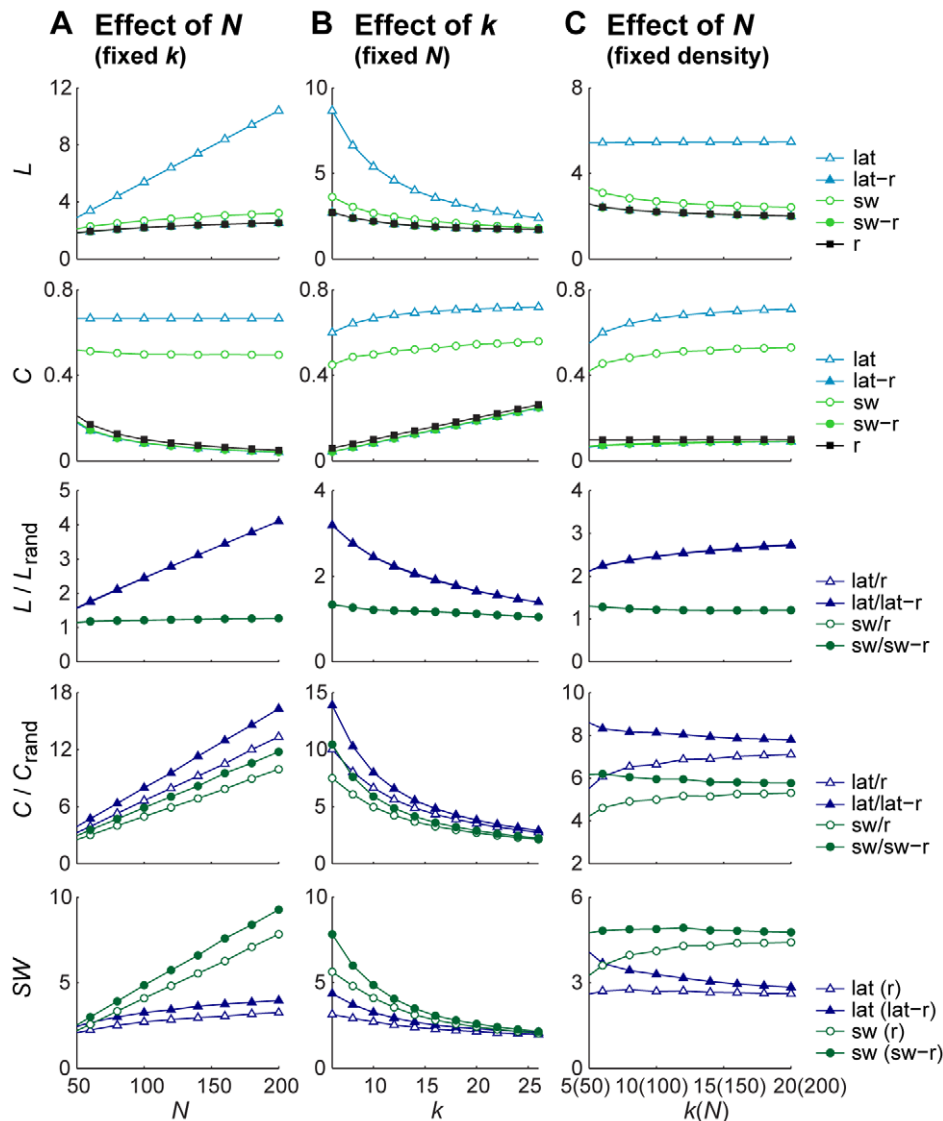 A Effect of N
(fixed k)
B Effect of k
(fixed N)
C Effect of N
(fixed density)
L
12
8
4
0
10
5
0
8
6
4
2
0
lat
lat−r
sw
sw−r
r
C
0.8
0.4
0
0.8
0.4
0
0.8
0.4
0
lat
lat−r
sw
sw−r
r
L / Lrand
5
4
3
2
1
0
4
2
0
4
3
2
1
0
lat/r
lat/lat−r
sw/r
sw/sw−r
C / Crand
18
12
6
0
15
10
5
0
10
8
6
4
2
lat/r
lat/lat−r
sw/r
sw/sw−r
SW
10
5
0
10
5
0
6
3
0
lat (r)
lat (lat−r)
sw (r)
sw (sw−r)
50 100 150 200
N
10 15 20 25
k
5(50) 10(100) 15(150) 20(200)
k(N)